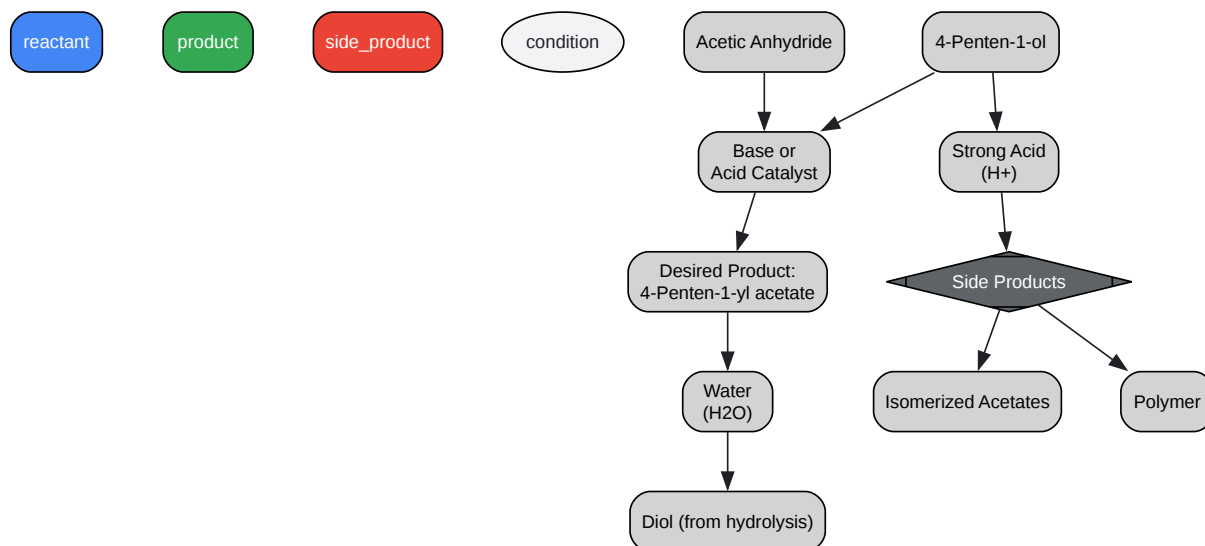 reactant
product
side_product
condition
Acetic Anhydride
4-Penten-1-ol
Base or
Acid Catalyst
Strong Acid
(H+)
Desired Product:
4-Penten-1-yl acetate
Side Products
Water
(H2O)
Isomerized Acetates
Polymer
Diol (from hydrolysis)